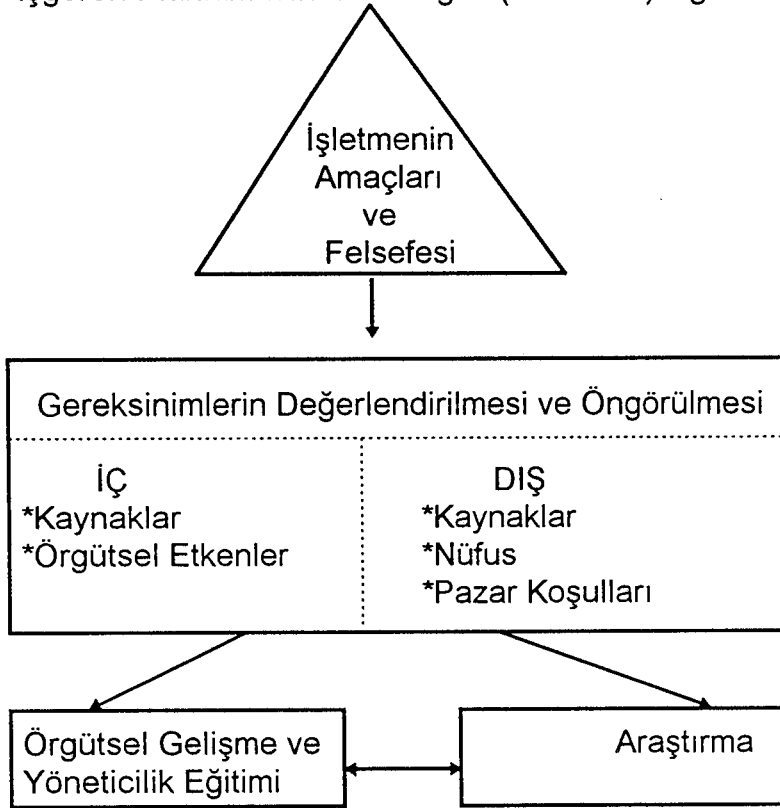 İşletmenin
Amaçları
ve
Felsefesi
Gereksinimlerin Değerlendirilmesi ve Öngörülmesi
İÇ
*Kaynaklar
*Örgütsel Etkenler
DIŞ
*Kaynaklar
*Nüfus
*Pazar Koşulları
Örgütsel Gelişme ve
Yöneticilik Eğitimi
Araştırma